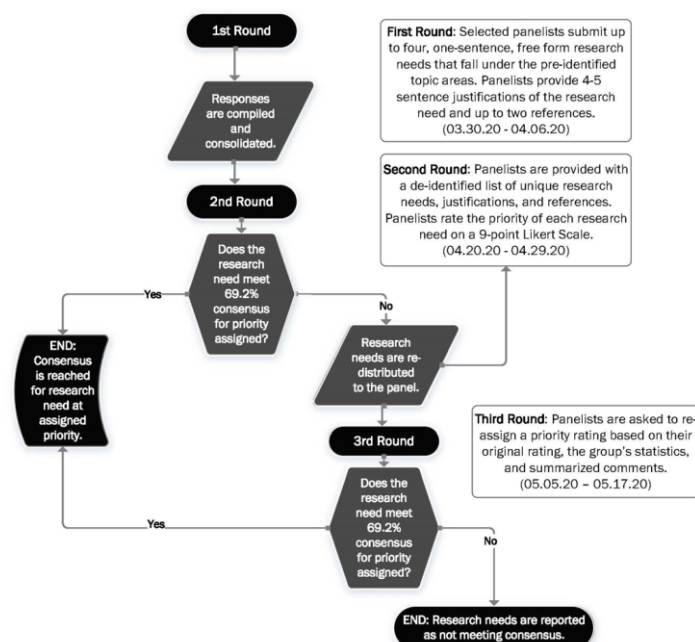 1st Round
First Round: Selected panelists submit up
to four, one-sentence, free form research
needs that fall under the pre-identified
topic areas. Panelists provide 4-5
sentence justifications of the research
need and up to two references.
(03.30.20 - 04.06.20)
Responses
are compiled
and
consolidated.
Second Round: Panelists are provided with
a de-identified list of unique research
needs, justifications, and references.
Panelists rate the priority of each research
need on a 9-point Likert Scale.
(04.20.20 - 04.29.20)
2nd Round
Does the
research
need meet
69.2%
consensus
for priority
assigned?
Yes
No
END:
Consensus
is reached
for research
need at
assigned
priority.
Research
needs are re-
distributed
to the panel.
Third Round: Panelists are asked to re-
assign a priority rating based on their
original rating, the group's statistics,
and summarized comments.
(05.05.20 – 05.17.20)
3rd Round
Does the
research
need meet
69.2%
consensus
for priority
assigned?
Yes
No
END: Research needs are reported
as not meeting consensus.